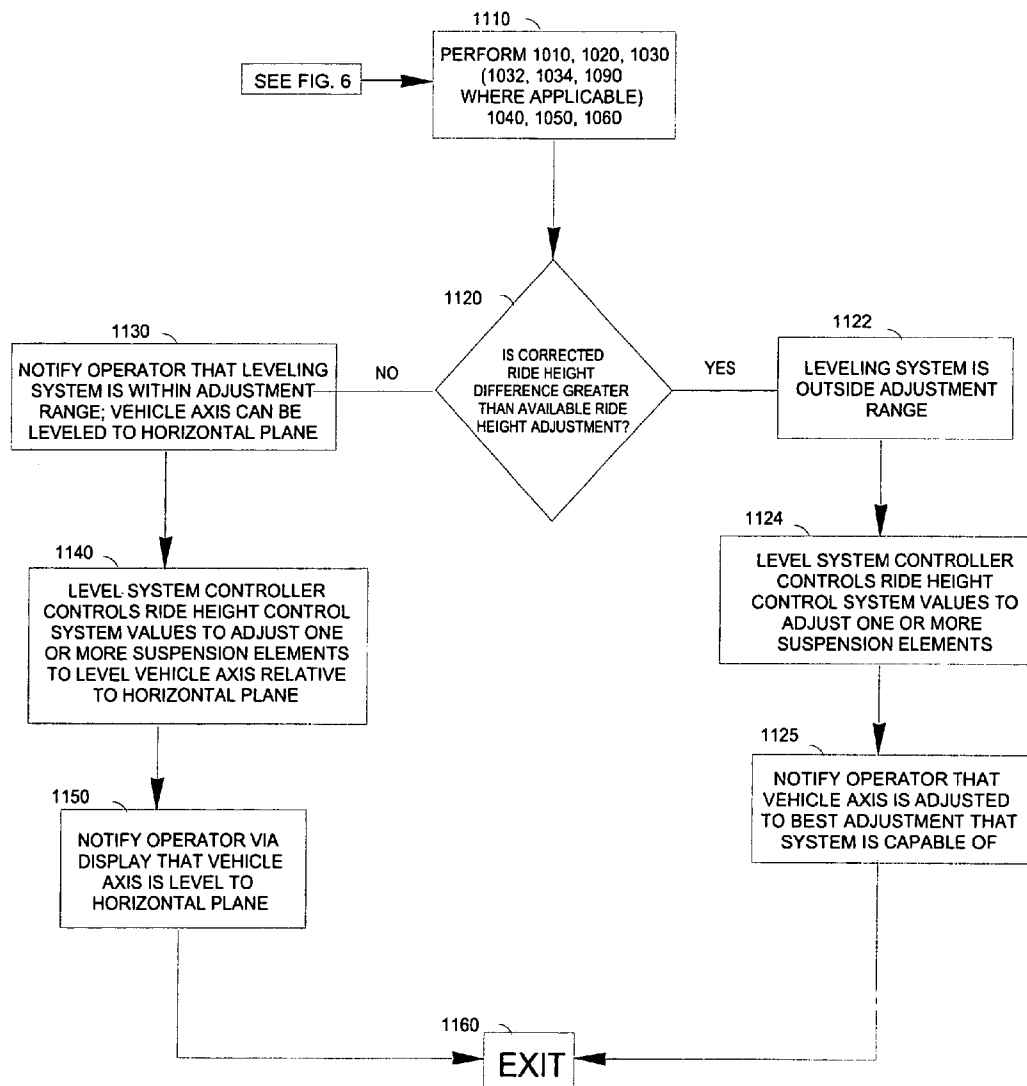 1110
PERFORM 1010, 1020, 1030
(1032, 1034, 1090
WHERE APPLICABLE)
1040, 1050, 1060
SEE FIG. 6
1120
IS CORRECTED
RIDE HEIGHT
DIFFERENCE GREATER
THAN AVAILABLE RIDE
HEIGHT ADJUSTMENT?
NO
YES
1130
NOTIFY OPERATOR THAT LEVELING
SYSTEM IS WITHIN ADJUSTMENT
RANGE; VEHICLE AXIS CAN BE
LEVELED TO HORIZONTAL PLANE
1122
LEVELING SYSTEM IS
OUTSIDE ADJUSTMENT
RANGE
1140
LEVEL SYSTEM CONTROLLER
CONTROLS RIDE HEIGHT CONTROL
SYSTEM VALUES TO ADJUST ONE
OR MORE SUSPENSION ELEMENTS
TO LEVEL VEHICLE AXIS RELATIVE
TO HORIZONTAL PLANE
1124
LEVEL SYSTEM CONTROLLER
CONTROLS RIDE HEIGHT
CONTROL SYSTEM VALUES TO
ADJUST ONE OR MORE
SUSPENSION ELEMENTS
1150
NOTIFY OPERATOR VIA
DISPLAY THAT VEHICLE
AXIS IS LEVEL TO
HORIZONTAL PLANE
1125
NOTIFY OPERATOR THAT
VEHICLE AXIS IS ADJUSTED
TO BEST ADJUSTMENT THAT
SYSTEM IS CAPABLE OF
1160
EXIT